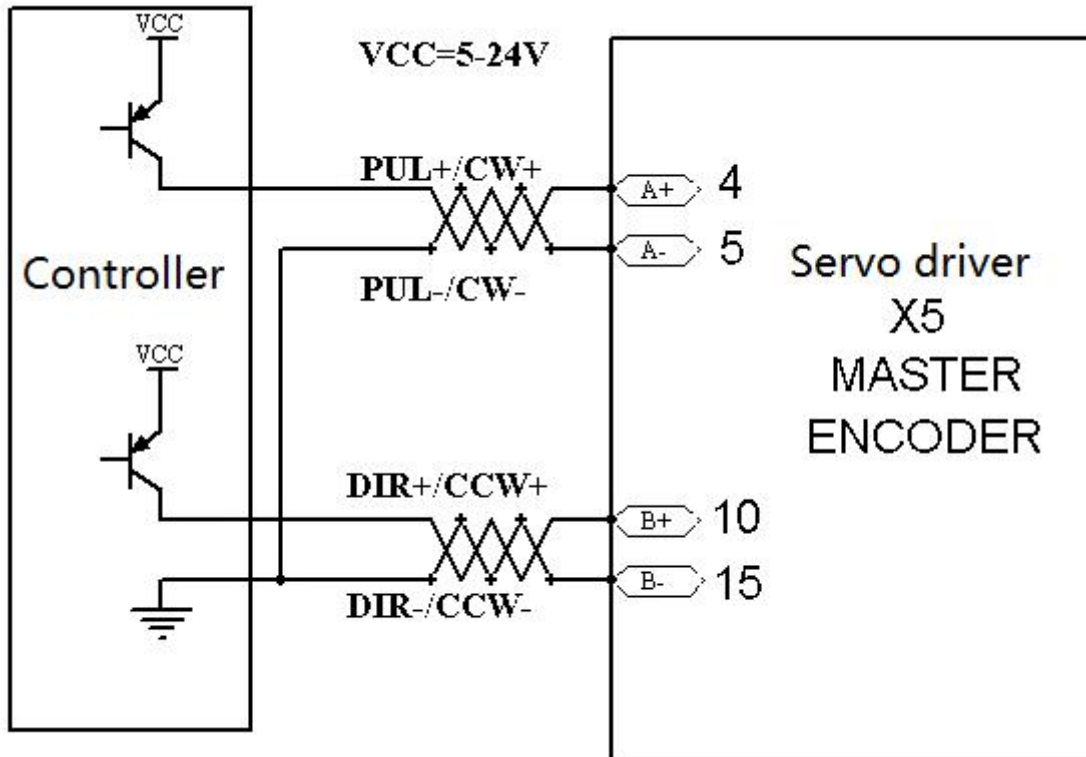 VCC
VCC=5-24V
PUL+/CW+
A+ 4
A- 5
PUL-/CW-
Controller
Servo driver
X5
MASTER
ENCODER
VCC
DIR+/CCW+
B+ 10
B- 15
DIR-/CCW-